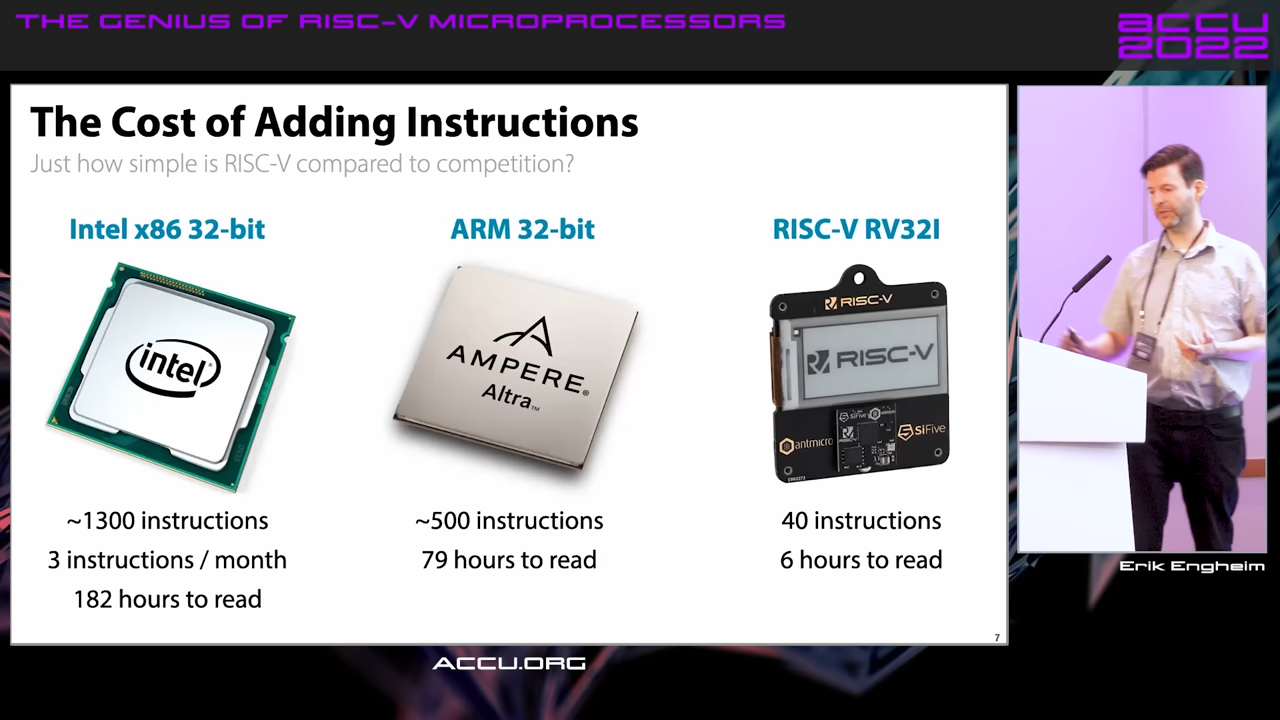 THE GENIUS OF RISC-V MICROPROCESSORS
ACCU
2022
The Cost of Adding Instructions
Just how simple is RISC-V compared to competition?
Intel x86 32-bit
ARM 32-bit
RISC-V RV32I
intel
AMPERE
Altra™
RISC-V
RISC-V
SiFive
antmicro
SiFive
~1300 instructions
3 instructions / month
182 hours to read
~500 instructions
79 hours to read
40 instructions
6 hours to read
7
Erik Engheim
ACCU.ORG